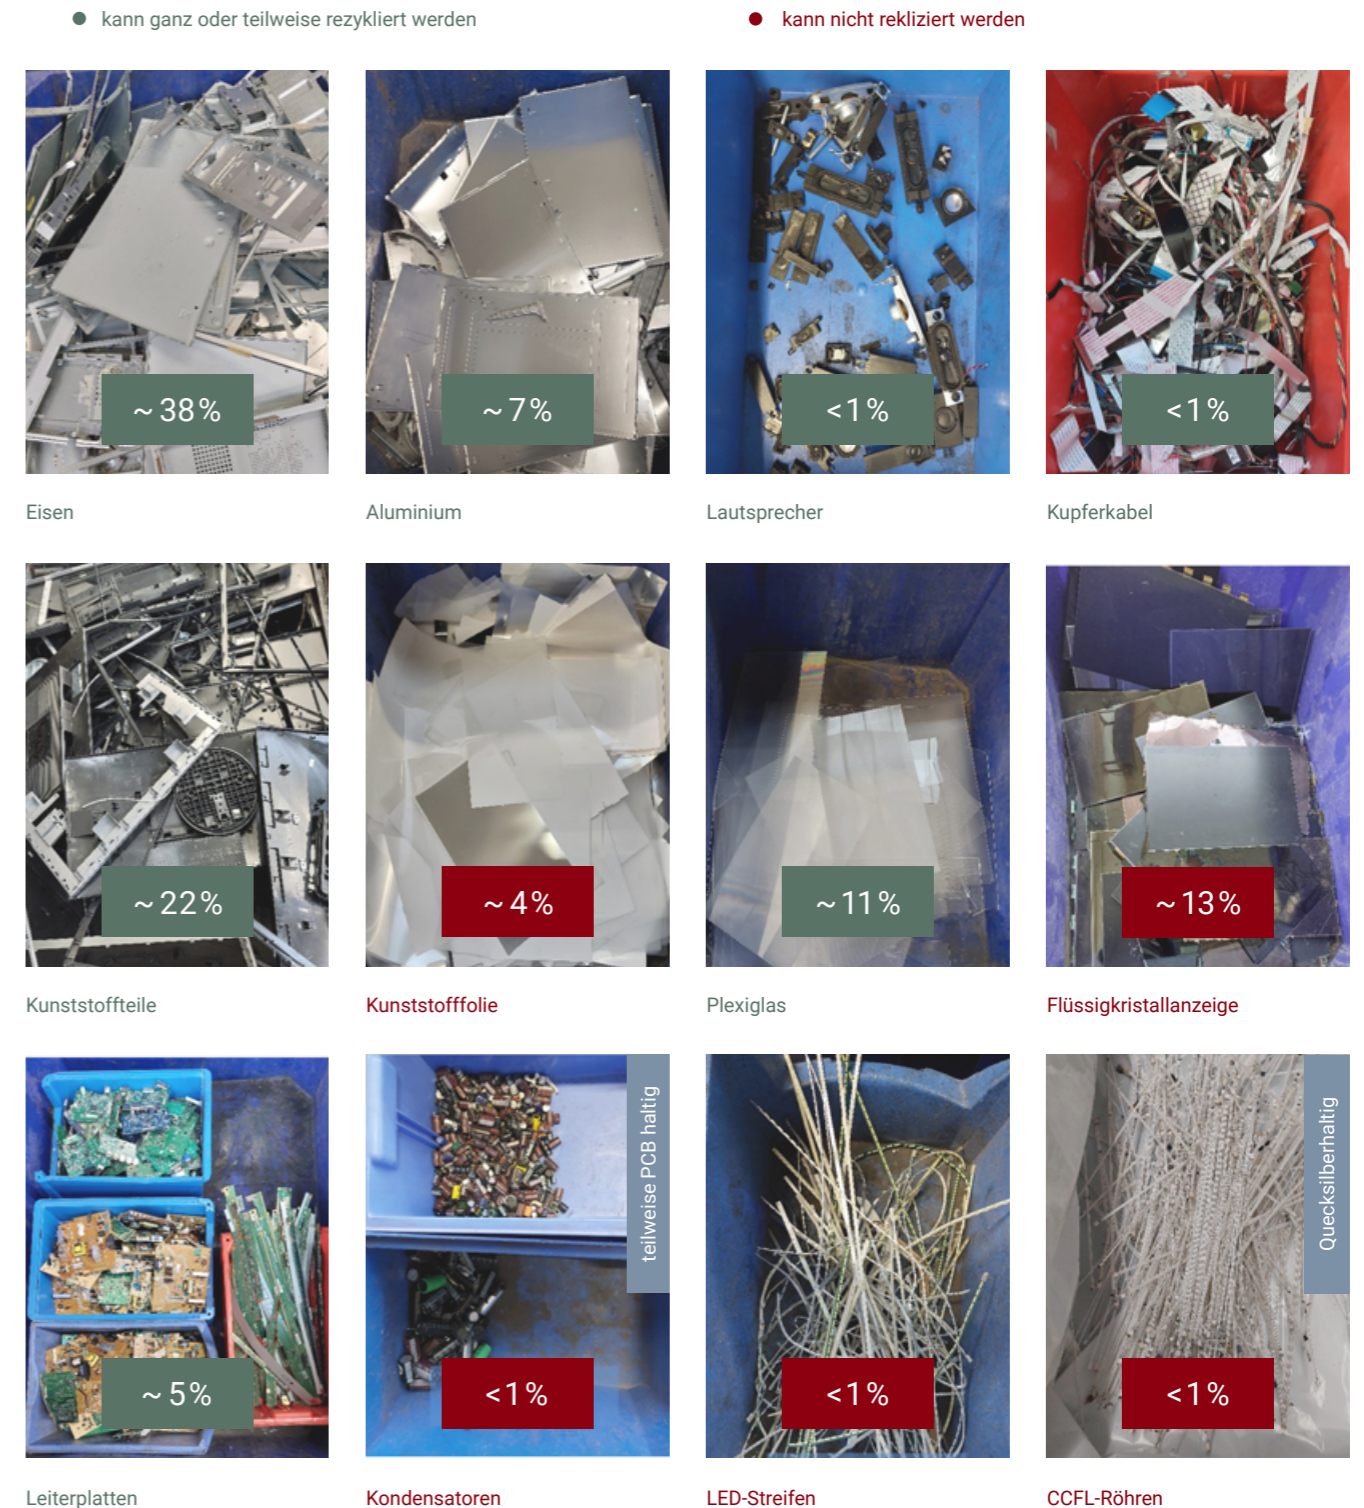 kann ganz oder teilweise rezykliert werden
kann nicht rekliziert werden
~38%
~7%
<1%
<1%
Eisen
Aluminium
Lautsprecher
Kupferkabel
~22%
~4%
~11%
~13%
Kunststoffteile
Kunststofffolie
Plexiglas
Flüssigkristallanzeige
teilweise PCB haltig
Quecksilberhaltig
~5%
<1%
<1%
<1%
Leiterplatten
Kondensatoren
LED-Streifen
CCFL-Röhren